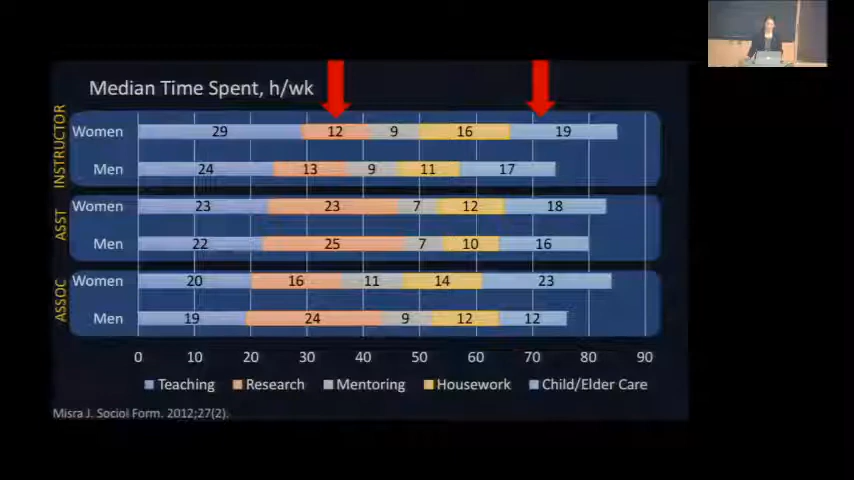 Median Time Spent, h/wk
INSTRUCTOR
Women 29 12 9 16 19
Men 24 13 9 11 17
ASST
Women 23 23 7 12 18
Men 22 25 7 10 16
ASSOC
Women 20 16 11 14 23
Men 19 24 9 12 12
0 10 20 30 40 50 60 70 80 90
Teaching Research Mentoring Housework Child/Elder Care
Misra J. Sociol Form. 2012;27(2).